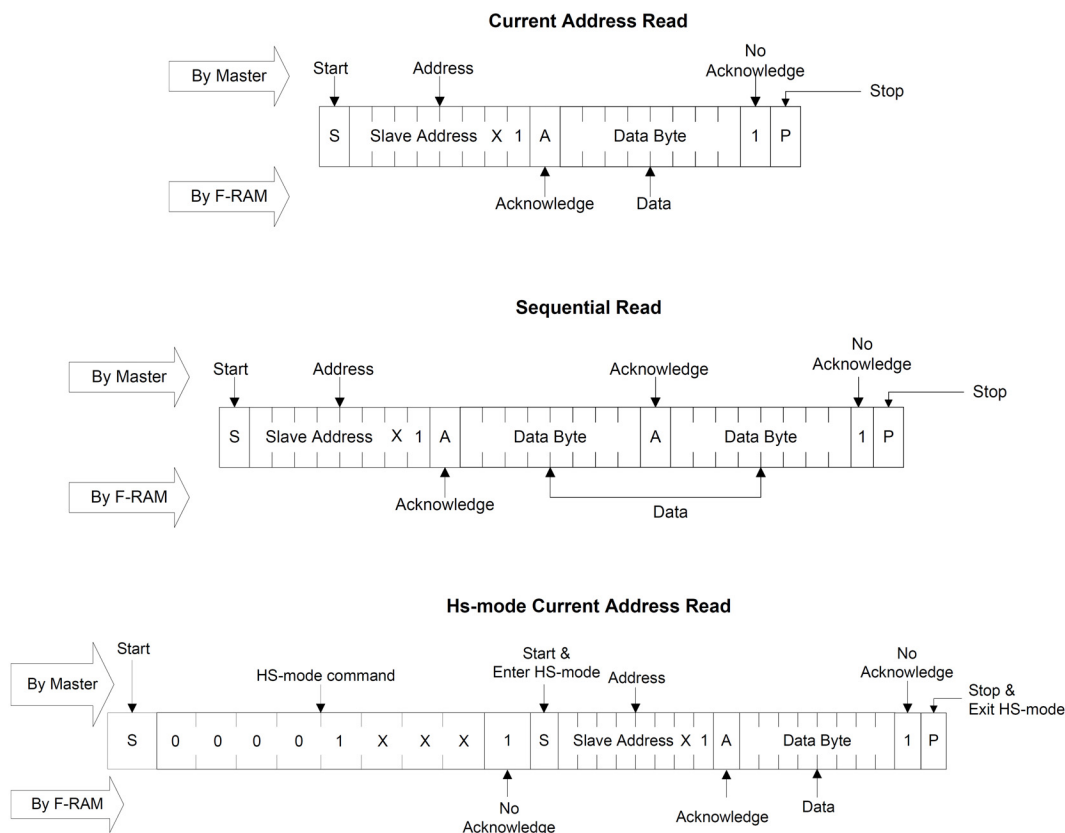 Current Address Read
By Master
Start
Address
No
Acknowledge
Stop
S Slave Address X 1 A Data Byte 1 P
By F-RAM
Acknowledge
Data
Sequential Read
By Master
Start
Address
Acknowledge
No
Acknowledge
Stop
S Slave Address X 1 A Data Byte A Data Byte 1 P
By F-RAM
Acknowledge
Data
Hs-mode Current Address Read
By Master
Start
HS-mode command
Start &
Enter HS-mode
Address
No
Acknowledge
Stop &
Exit HS-mode
S 0 0 0 0 1 X X X 1 S Slave Address X 1 A Data Byte 1 P
By F-RAM
No
Acknowledge
Acknowledge
Data